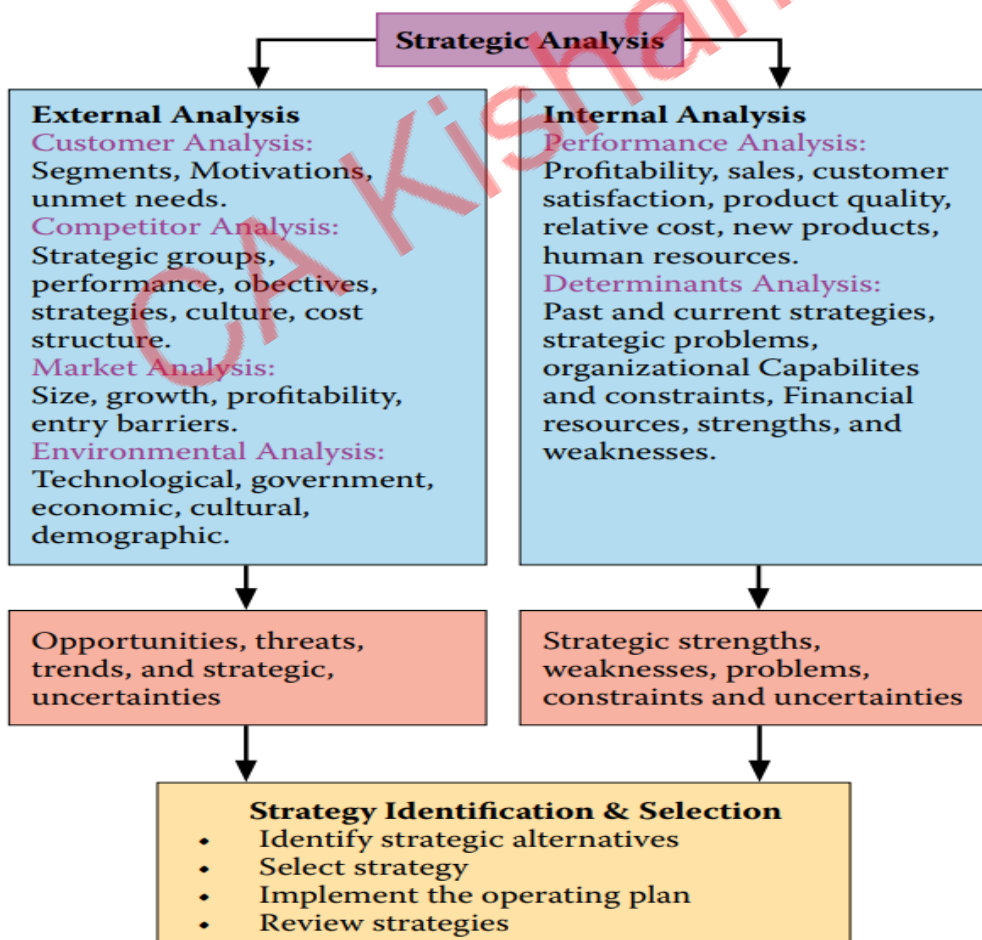 Strategic Analysis
External Analysis
Customer Analysis:
Segments, Motivations,
unmet needs.
Competitor Analysis:
Strategic groups,
performance, obectives,
strategies, culture, cost
structure.
Market Analysis:
Size, growth, profitability,
entry barriers.
Environmental Analysis:
Technological, government,
economic, cultural,
demographic.
Internal Analysis
Performance Analysis:
Profitability, sales, customer
satisfaction, product quality,
relative cost, new products,
human resources.
Determinants Analysis:
Past and current strategies,
strategic problems,
organizational Capabilites
and constraints, Financial
resources, strengths, and
weaknesses.
Opportunities, threats,
trends, and strategic,
uncertainties
Strategic strengths,
weaknesses, problems,
constraints and uncertainties
Strategy Identification & Selection
• Identify strategic alternatives
• Select strategy
• Implement the operating plan
• Review strategies
CA Kishan